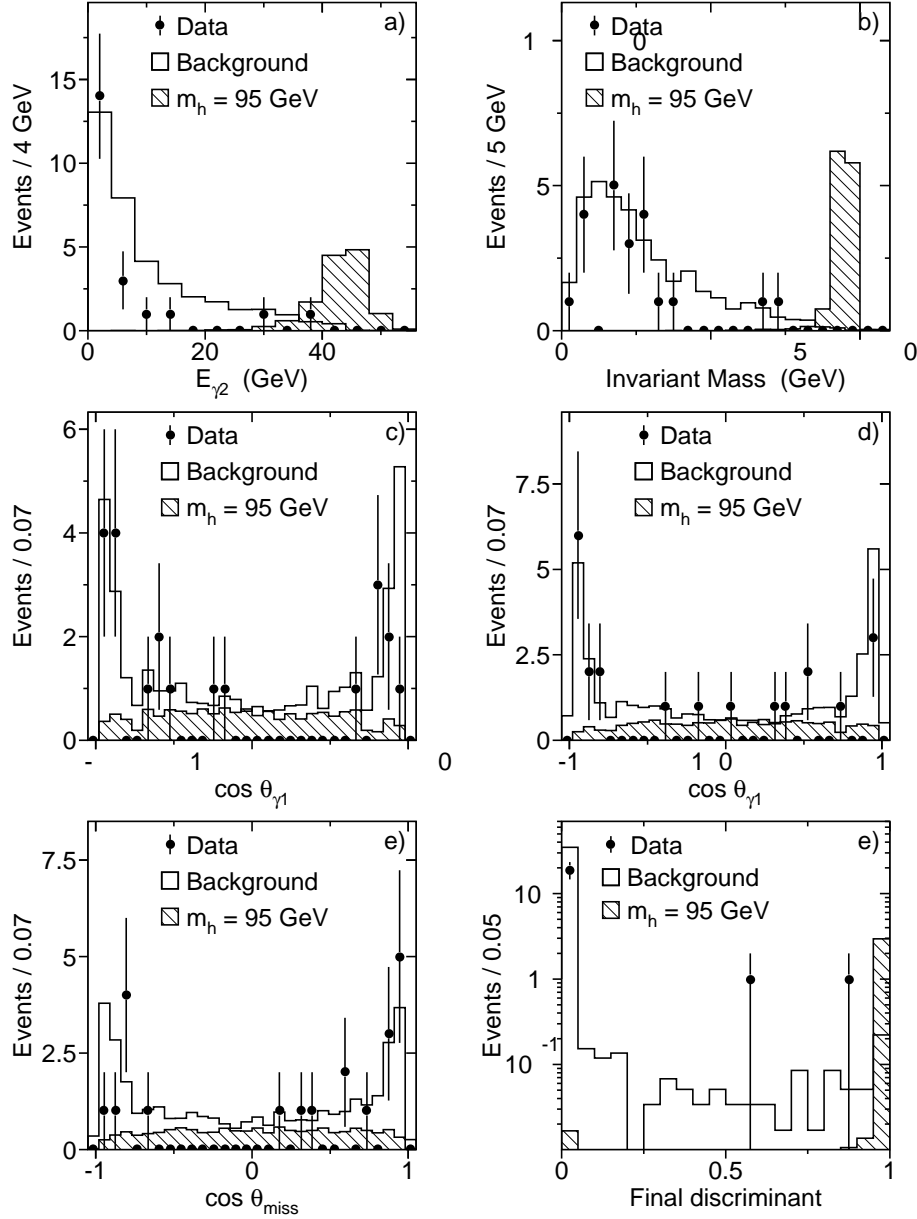 a)
Data
Background
m_h = 95 GeV
Events / 4 GeV
15
10
5
0
0 20 40
E_γ2 (GeV)
b)
Data
0
Background
m_h = 95 GeV
Events / 5 GeV
1
5
0
0 5 0
Invariant Mass (GeV)
c)
Data
Background
m_h = 95 GeV
Events / 0.07
6
4
2
0
- 1 0
cos θ_γ1
d)
Data
Background
m_h = 95 GeV
Events / 0.07
7.5
5
2.5
0
-1 1 0 1
cos θ_γ1
e)
Data
Background
m_h = 95 GeV
Events / 0.07
7.5
5
2.5
0
-1 0 1
cos θ_miss
e)
Data
Background
m_h = 95 GeV
Events / 0.05
10
1
10 -1
0 0.5 1
Final discriminant